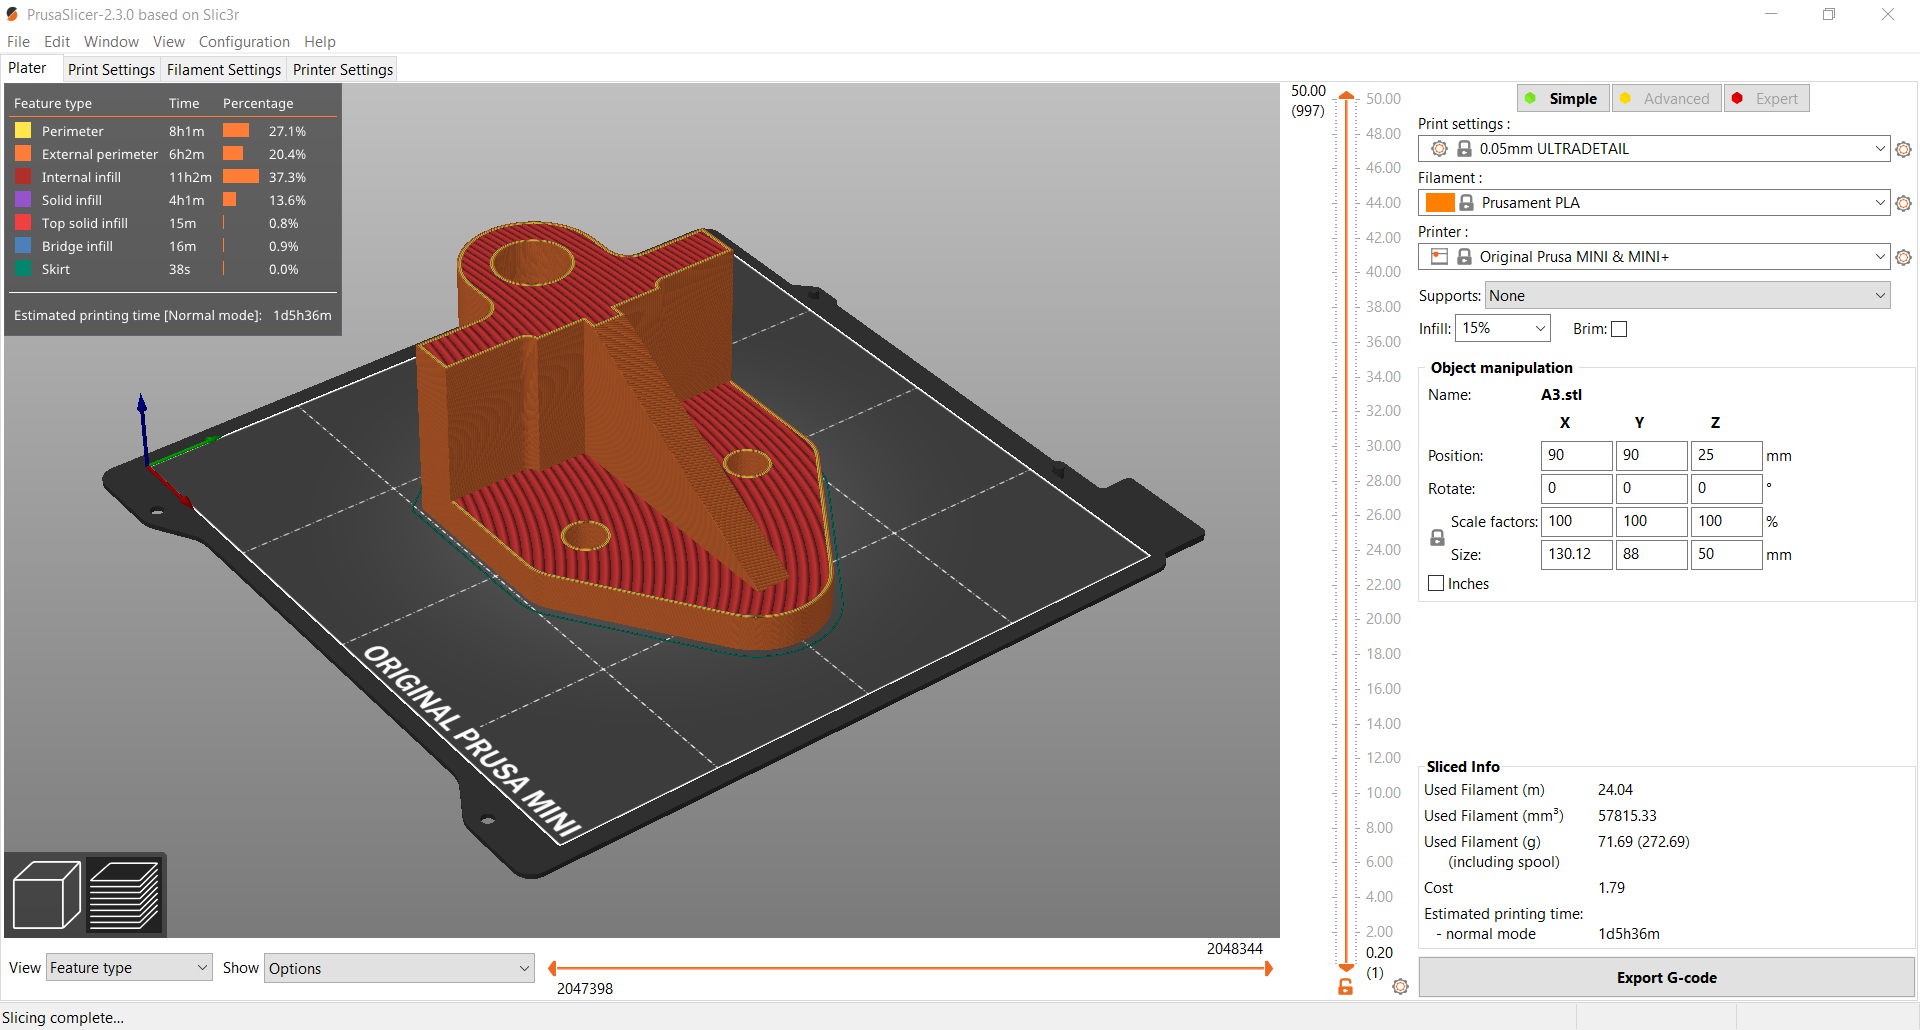 PrusaSlicer-2.3.0 based on Slic3r
File Edit Window View Configuration Help
Plater Print Settings Filament Settings Printer Settings
Feature type Time Percentage
Perimeter 8h1m 27.1%
External perimeter 6h2m 20.4%
Internal infill 11h2m 37.3%
Solid infill 4h1m 13.6%
Top solid infill 15m 0.8%
Bridge infill 16m 0.9%
Skirt 38s 0.0%
Estimated printing time [Normal mode]: 1d5h36m
ORIGINAL PRUSA MINI
View Feature type Show Options
2048344
2047398
50.00
(997)
50.00
48.00
46.00
44.00
42.00
40.00
38.00
36.00
34.00
32.00
30.00
28.00
26.00
24.00
22.00
20.00
18.00
16.00
14.00
12.00
10.00
8.00
6.00
4.00
2.00
0.20
(1)
Simple Advanced Expert
Print settings :
0.05mm ULTRADETAIL
Filament :
Prusament PLA
Printer :
Original Prusa MINI & MINI+
Supports: None
Infill: 15% Brim:
Object manipulation
Name: A3.stl
X Y Z
Position: 90 90 25 mm
Rotate: 0 0 0 °
Scale factors: 100 100 100 %
Size: 130.12 88 50 mm
Inches
Sliced Info
Used Filament (m) 24.04
Used Filament (mm³) 57815.33
Used Filament (g) 71.69 (272.69)
(including spool)
Cost 1.79
Estimated printing time:
- normal mode 1d5h36m
Export G-code
Slicing complete...